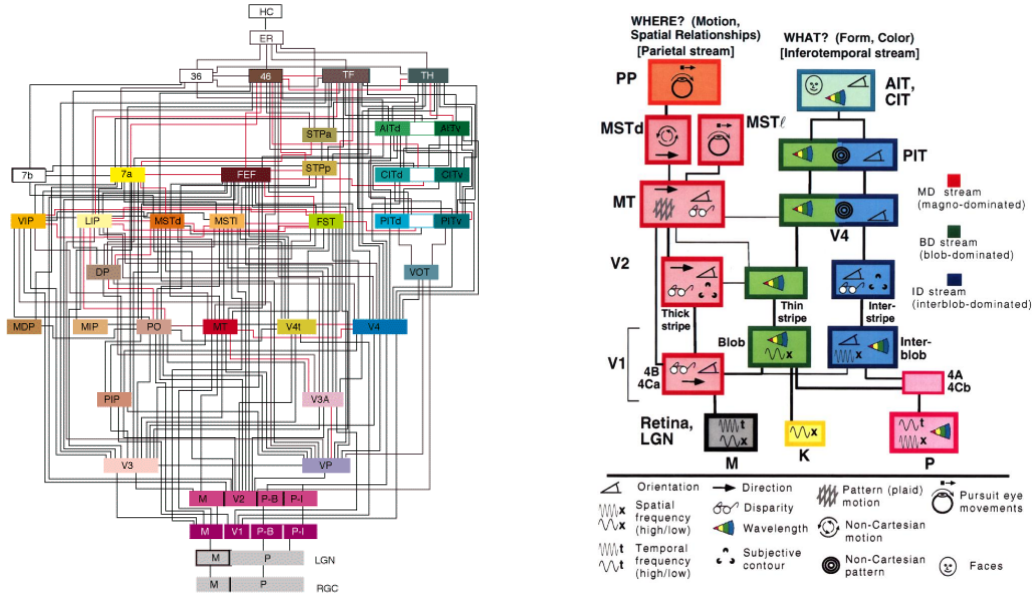 HC
ER
36
46
TF
TH
STPa
AITd
AITv
7b
7a
FEF
STPp
CITd
CITv
VIP
LIP
MSTd
MSTl
FST
PITd
PITv
DP
VOT
MDP
MIP
PO
MT
V4t
V4
PIP
V3A
V3
VP
M
V2
P-B
P-I
M
V1
P-B
P-I
M
P
LGN
M
P
RGC
WHERE? (Motion,
Spatial Relationships)
[Parietal stream]
WHAT? (Form, Color)
[Inferotemporal stream]
PP
AIT,
CIT
MSTd
MSTℓ
PIT
MT
V4
V2
Thick
stripe
Thin
stripe
Inter-
stripe
V1
4B
4Ca
Blob
Inter-
blob
4A
4Cb
Retina,
LGN
t
x
x
x
x
x
t
x
M
K
P
MD stream
(magno-dominated)
BD stream
(blob-dominated)
ID stream
(interblob-dominated)
Orientation
x Spatial
x frequency
(high/low)
t Temporal
t frequency
(high/low)
Direction
Disparity
Wavelength
Subjective
contour
Pattern (plaid)
motion
Non-Cartesian
motion
Non-Cartesian
pattern
Pursuit eye
movements
Faces